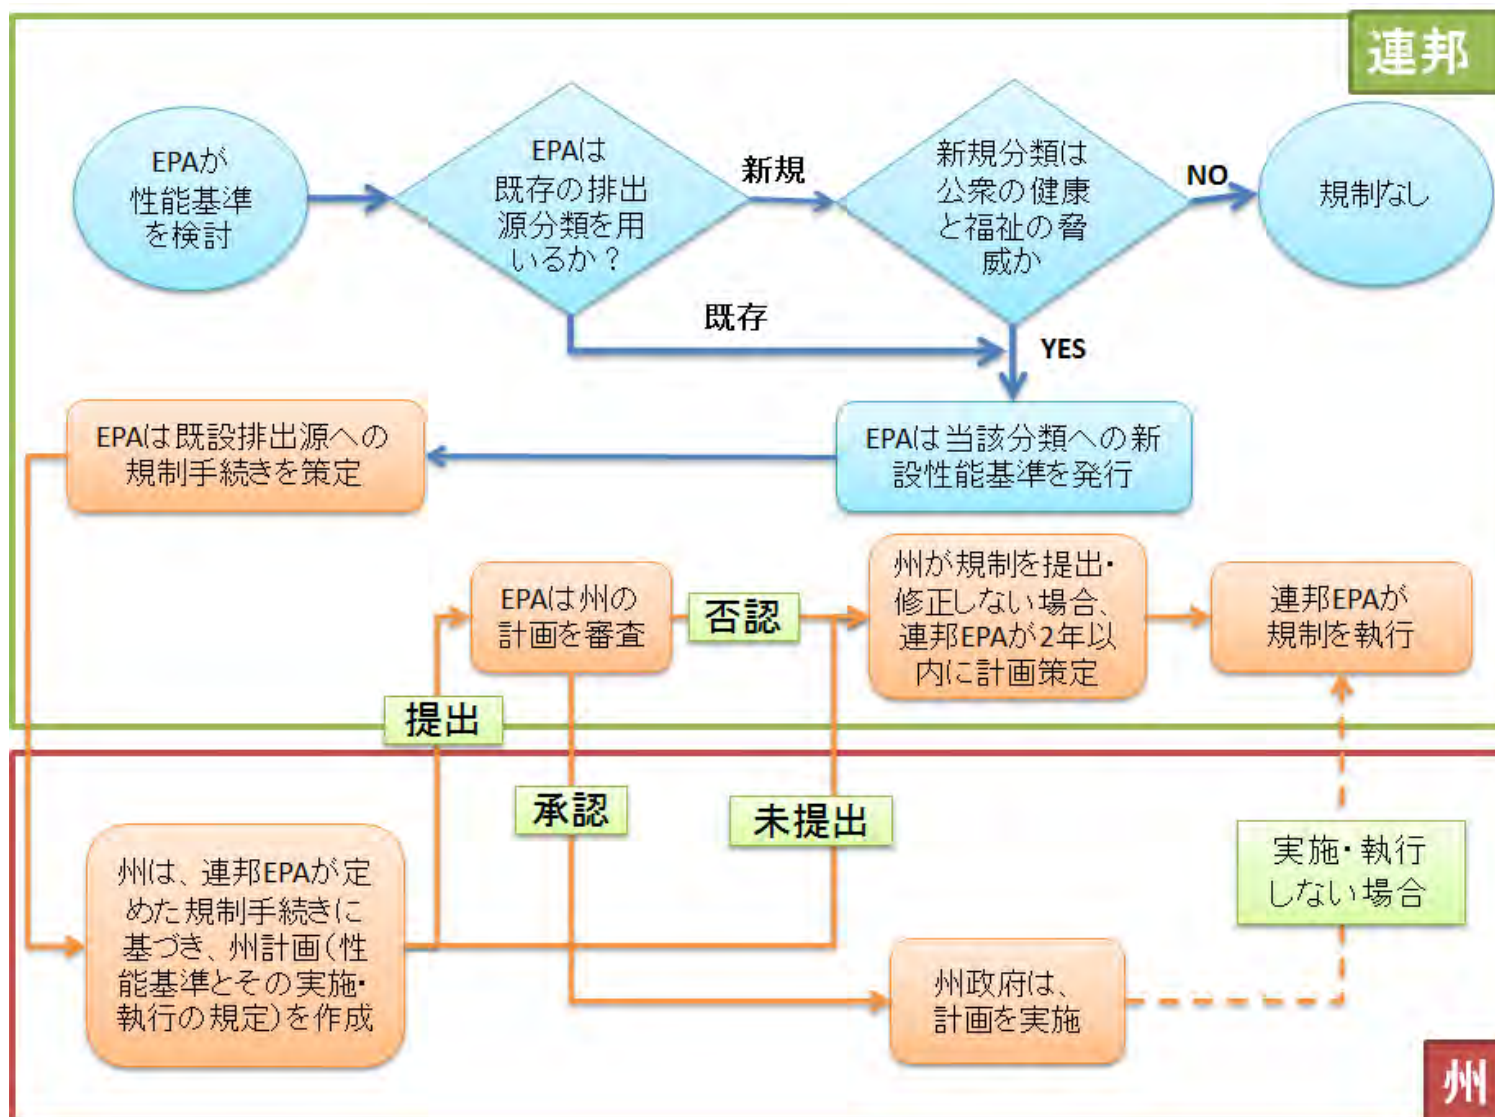 連邦
EPAが
性能基準
を検討
EPAは
既存の排出
源分類を用
いるか？
新規
新規分類は
公衆の健康
と福祉の脅
威か
NO
規制なし
既存
YES
EPAは既設排出源への
規制手続きを策定
EPAは当該分類への新
設性能基準を発行
EPAは州の
計画を審査
否認
州が規制を提出・
修正しない場合、
連邦EPAが2年以
内に計画策定
連邦EPAが
規制を執行
提出
承認
未提出
実施・執行
しない場合
州は、連邦EPAが定
めた規制手続きに
基づき、州計画（性
能基準とその実施・
執行の規定）を作成
州政府は、
計画を実施
州